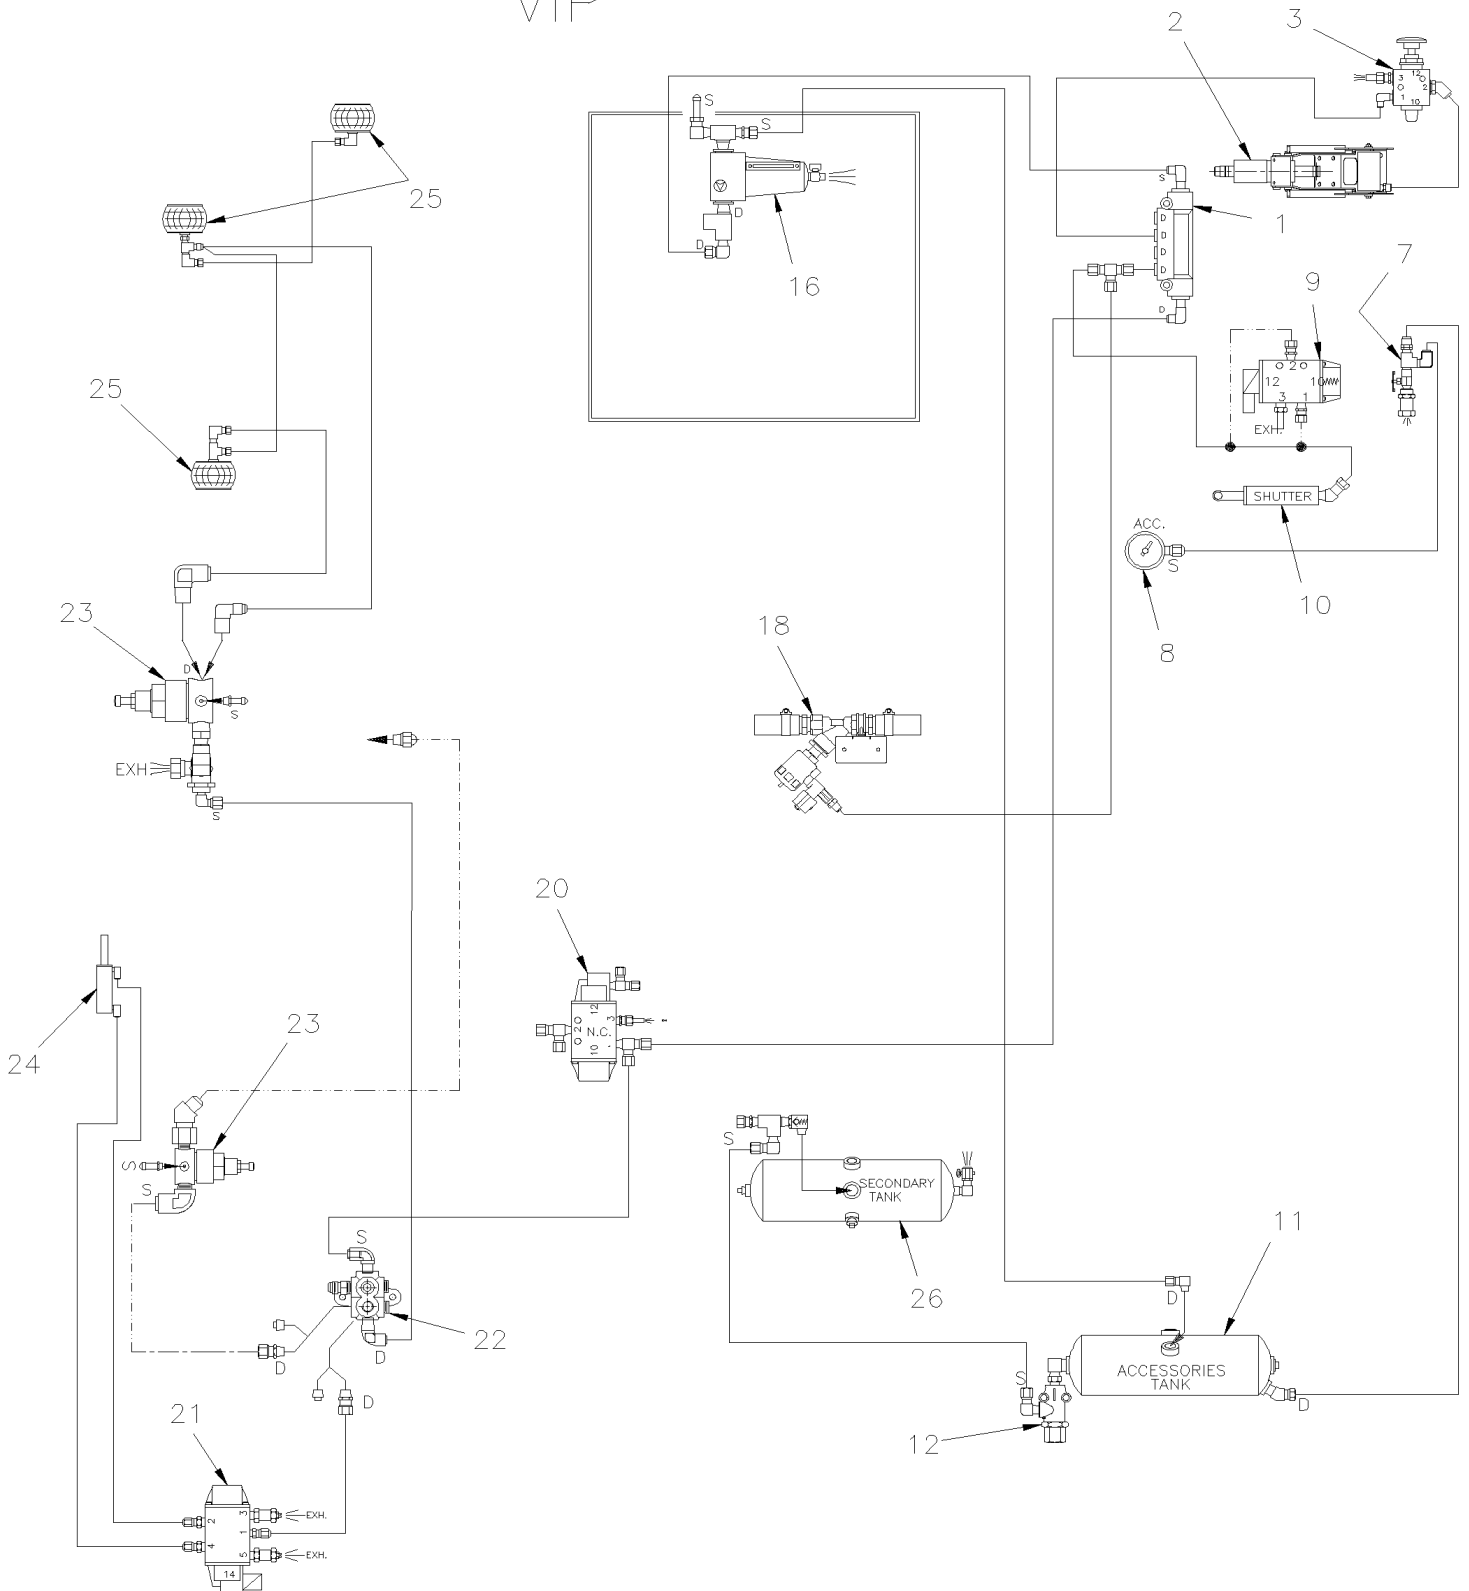 VIP
2
3
3
12
2
1
10
S
S
25
S
D
D
D
D
D
D
1
D
16
9
7
2
12
10
3
1
EXH.
25
SHUTTER
ACC.
S
10
8
23
18
D
S
EXH
S
20
12
3
2
N.C.
10
24
23
S
S
S
SECONDARY
TANK
26
11
S
D
22
D
D
D
ACCESSORIES
TANK
S
D
12
21
2
3
EXH.
1
4
5
EXH.
14